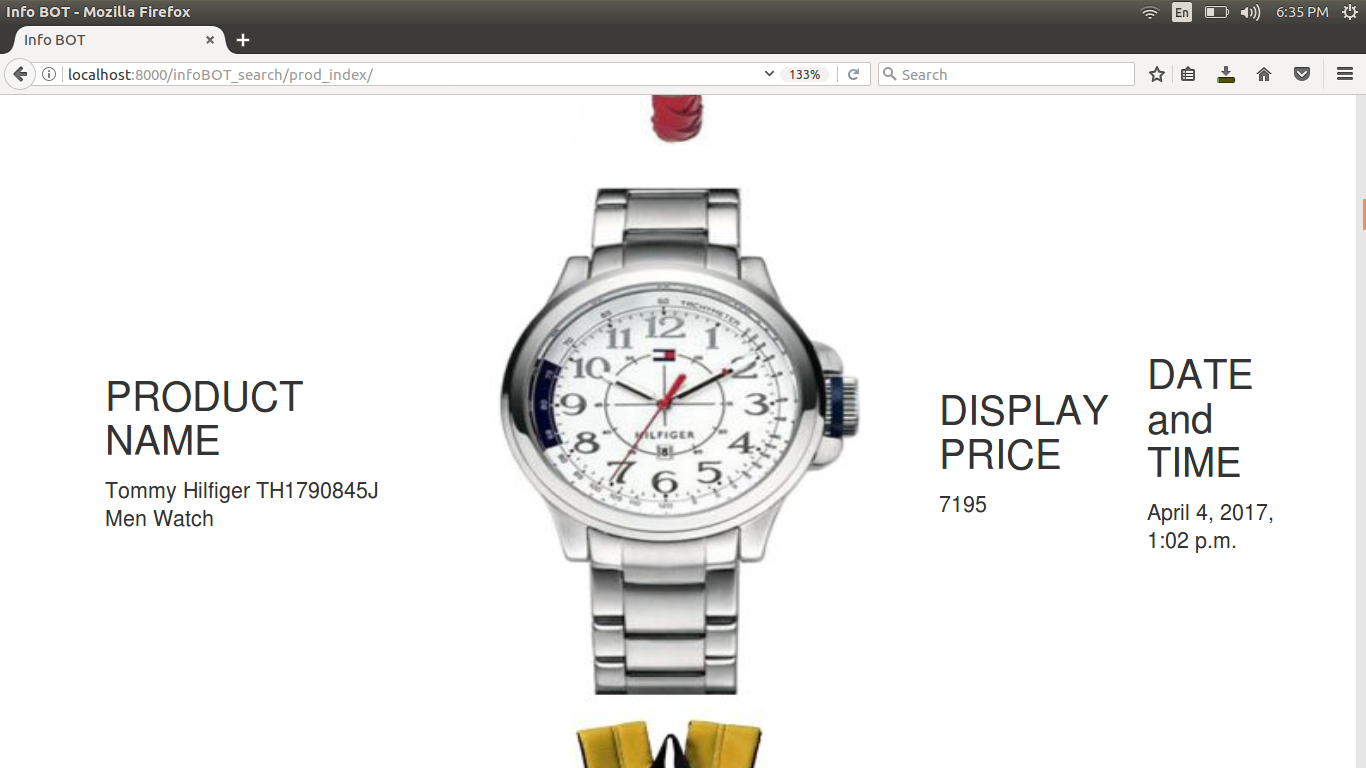 Info BOT - Mozilla Firefox
En
6:35 PM
Info BOT
localhost:8000/infoBOT_search/prod_index/
133%
Search
PRODUCT
NAME
Tommy Hilfiger TH1790845J
Men Watch
TACHYMETER
12
1
2
3
4
5
6
7
8
9
10
11
HILFIGER
8
DISPLAY
PRICE
7195
DATE
and
TIME
April 4, 2017,
1:02 p.m.